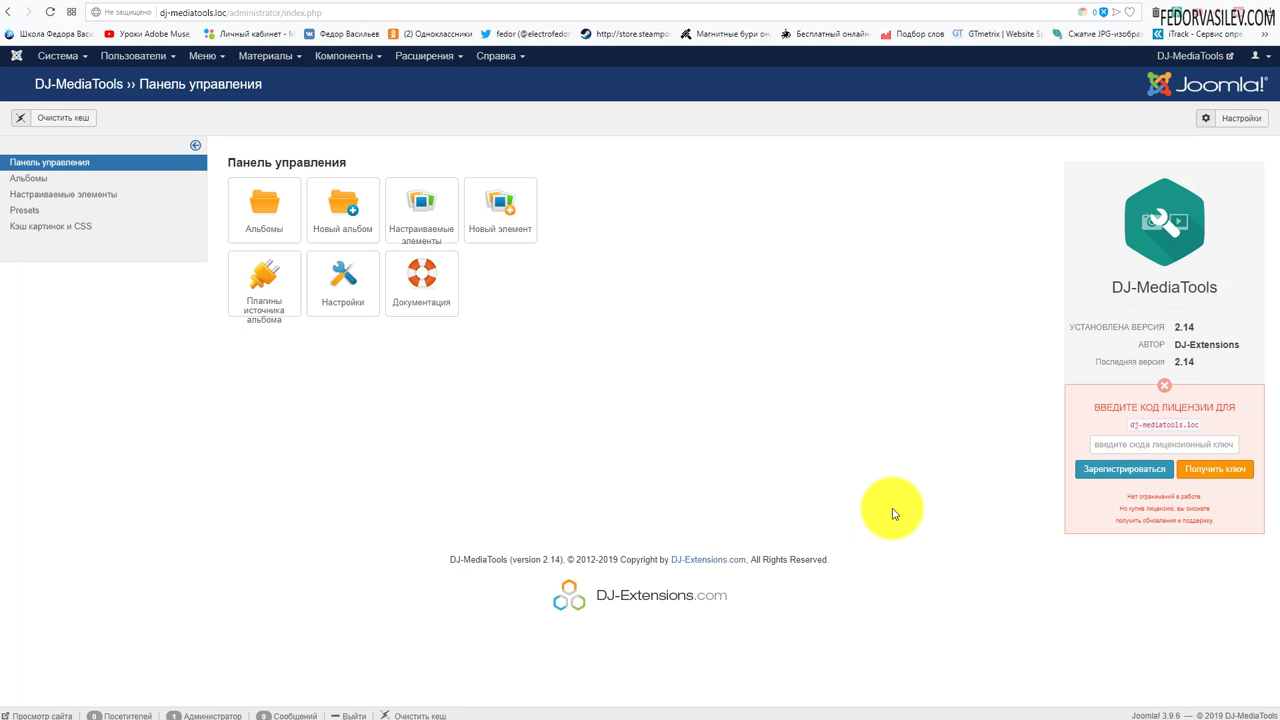 Не защищено dj-mediatools.loc/administrator/index.php 0 FEDORVASILEV.COM
Школа Федора Васи Уроки Adobe Muse, Личный кабинет - М Федор Васильев (2) Одноклассники fedor (@electrofedor http://store.steampo Магнитные бури он Бесплатный онлайн- Подбор слов GTmetrix | Website Sp Сжатие JPG-изобра iTrack - Сервис опре
Система Пользователи Меню Материалы Компоненты Расширения Справка DJ-MediaTools
DJ-MediaTools ›› Панель управления Joomla!®
Очистить кеш Настройки
Панель управления
Альбомы
Настраиваемые элементы
Presets
Кэш картинок и CSS
Панель управления
Альбомы Новый альбом Настраиваемые элементы Новый элемент
Плагины источника альбома Настройки Документация
DJ-MediaTools
УСТАНОВЛЕНА ВЕРСИЯ 2.14
АВТОР DJ-Extensions
Последняя версия 2.14
ВВЕДИТЕ КОД ЛИЦЕНЗИИ ДЛЯ
dj-mediatools.loc
введите сюда лицензионный ключ
Зарегистрироваться Получить ключ
Нет ограничений в работе.
Но купив лицензию, вы сможете
получить обновления и поддержку.
DJ-MediaTools (version 2.14), © 2012-2019 Copyright by DJ-Extensions.com, All Rights Reserved.
DJ-Extensions.com
Просмотр сайта 0 Посетителей 1 Администратор 0 Сообщений Выйти Очистить кеш Joomla! 3.9.6 — © 2019 DJ-MediaTools